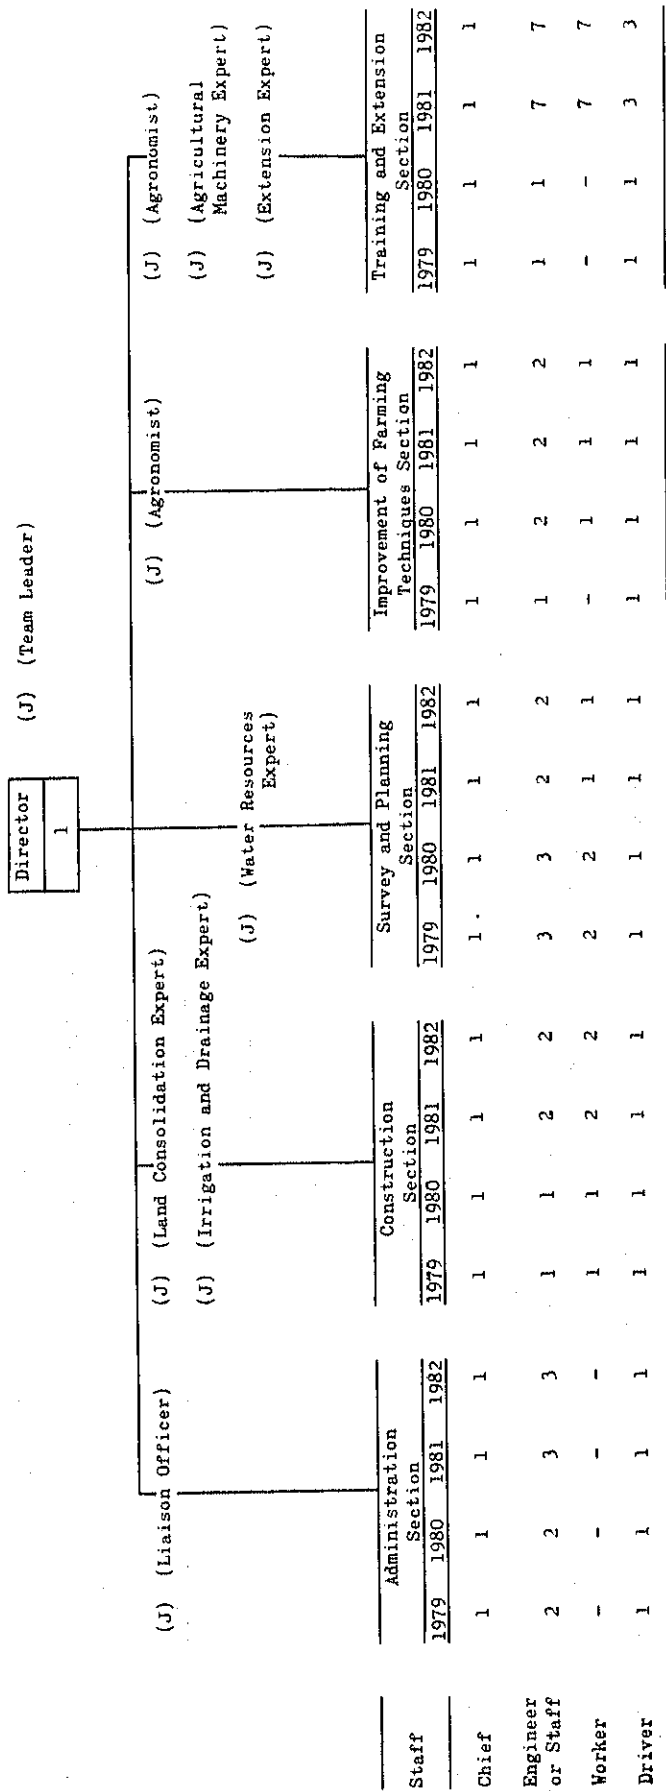 Director
1
(J) (Team Leader)
(J) (Liaison Officer)
(J) (Land Consolidation Expert)
(J) (Irrigation and Drainage Expert)
(J) (Water Resources
Expert)
(J) (Agronomist)
(J) (Agronomist)
(J) (Agricultural
Machinery Expert)
(J) (Extension Expert)
Staff
Administration
Section
1979 1980 1981 1982
Construction
Section
1979 1980 1981 1982
Survey and Planning
Section
1979 1980 1981 1982
Improvement of Farming
Techniques Section
1979 1980 1981 1982
Training and Extension
Section
1979 1980 1981 1982
Chief 1 1 1 1 1 1 1 1 1. 1 1 1 1 1 1 1 1 1 1 1
Engineer
or Staff 2 2 3 3 1 1 2 2 3 3 2 2 1 2 2 2 1 1 7 7
Worker - - - - 1 1 2 2 2 2 1 1 - 1 1 1 - - 7 7
Driver 1 1 1 1 1 1 1 1 1 1 1 1 1 1 1 1 1 1 3 3